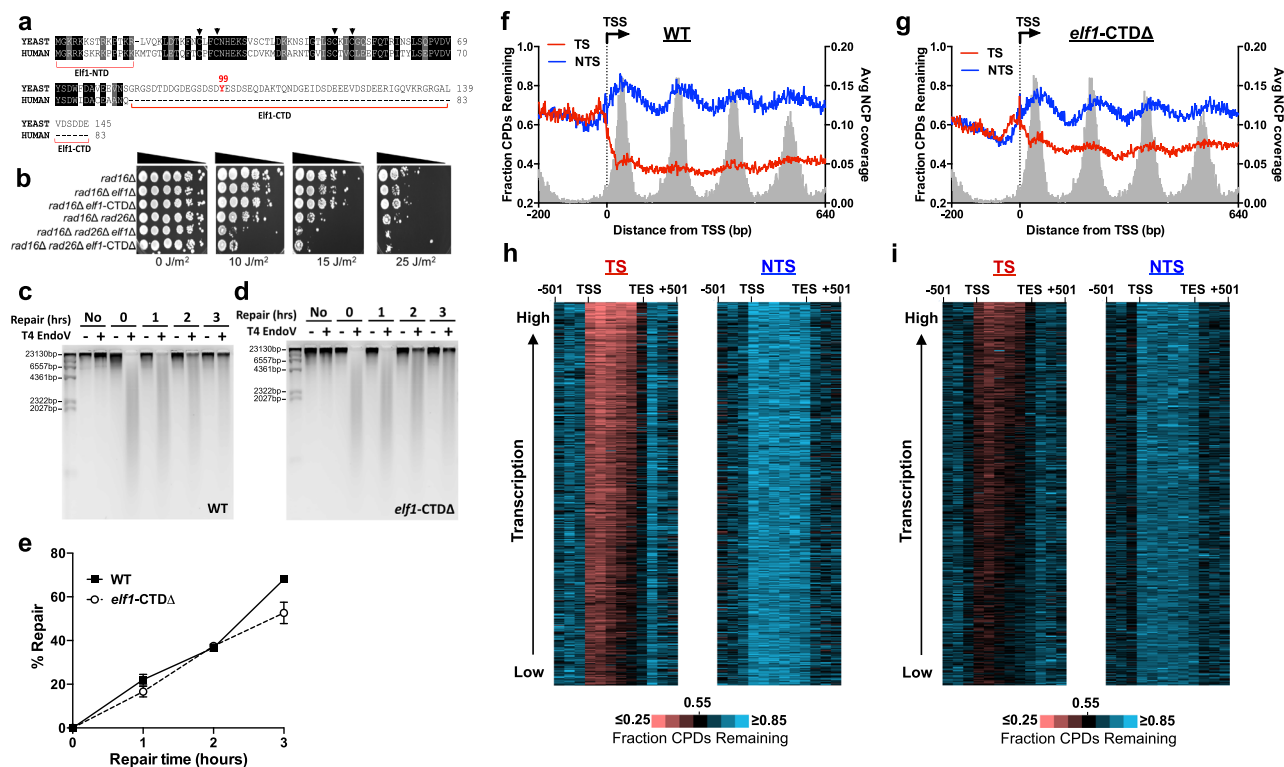 a
YEAST
HUMAN
69
70
Elf1-NTD
99
YEAST
HUMAN
139
83
Elf1-CTD
YEAST VDSDDE 145
HUMAN ------ 83
Elf1-CTD
b
rad16Δ
rad16Δ elf1Δ
rad16Δ elf1-CTDΔ
rad16Δ rad26Δ
rad16Δ rad26Δ elf1Δ
rad16Δ rad26Δ elf1-CTDΔ
0 J/m² 10 J/m² 15 J/m² 25 J/m²
c
Repair (hrs) No 0 1 2 3
T4 EndoV - + - + - + - + - +
23130bp
6557bp
4361bp
2322bp
2027bp
WT
d
Repair (hrs) No 0 1 2 3
T4 EndoV - + - + - + - + - +
23130bp
6557bp
4361bp
2322bp
2027bp
elf1-CTDΔ
e
% Repair
80
60
40
20
0
WT
elf1-CTDΔ
0 1 2 3
Repair time (hours)
f
TSS
WT
TS
NTS
Fraction CPDs Remaining
1.0
0.8
0.6
0.4
0.2
Avg NCP coverage
0.20
0.15
0.10
0.05
0.00
-200 0 640
Distance from TSS (bp)
g
TSS
elf1-CTDΔ
TS
NTS
Fraction CPDs Remaining
1.0
0.8
0.6
0.4
0.2
Avg NCP coverage
0.20
0.15
0.10
0.05
0.00
-200 0 640
Distance from TSS (bp)
h
TS NTS
-501 TSS TES +501
-501 TSS TES +501
High
Transcription
Low
0.55
≤0.25 ≥0.85
Fraction CPDs Remaining
i
TS NTS
-501 TSS TES +501
-501 TSS TES +501
High
Transcription
Low
0.55
≤0.25 ≥0.85
Fraction CPDs Remaining